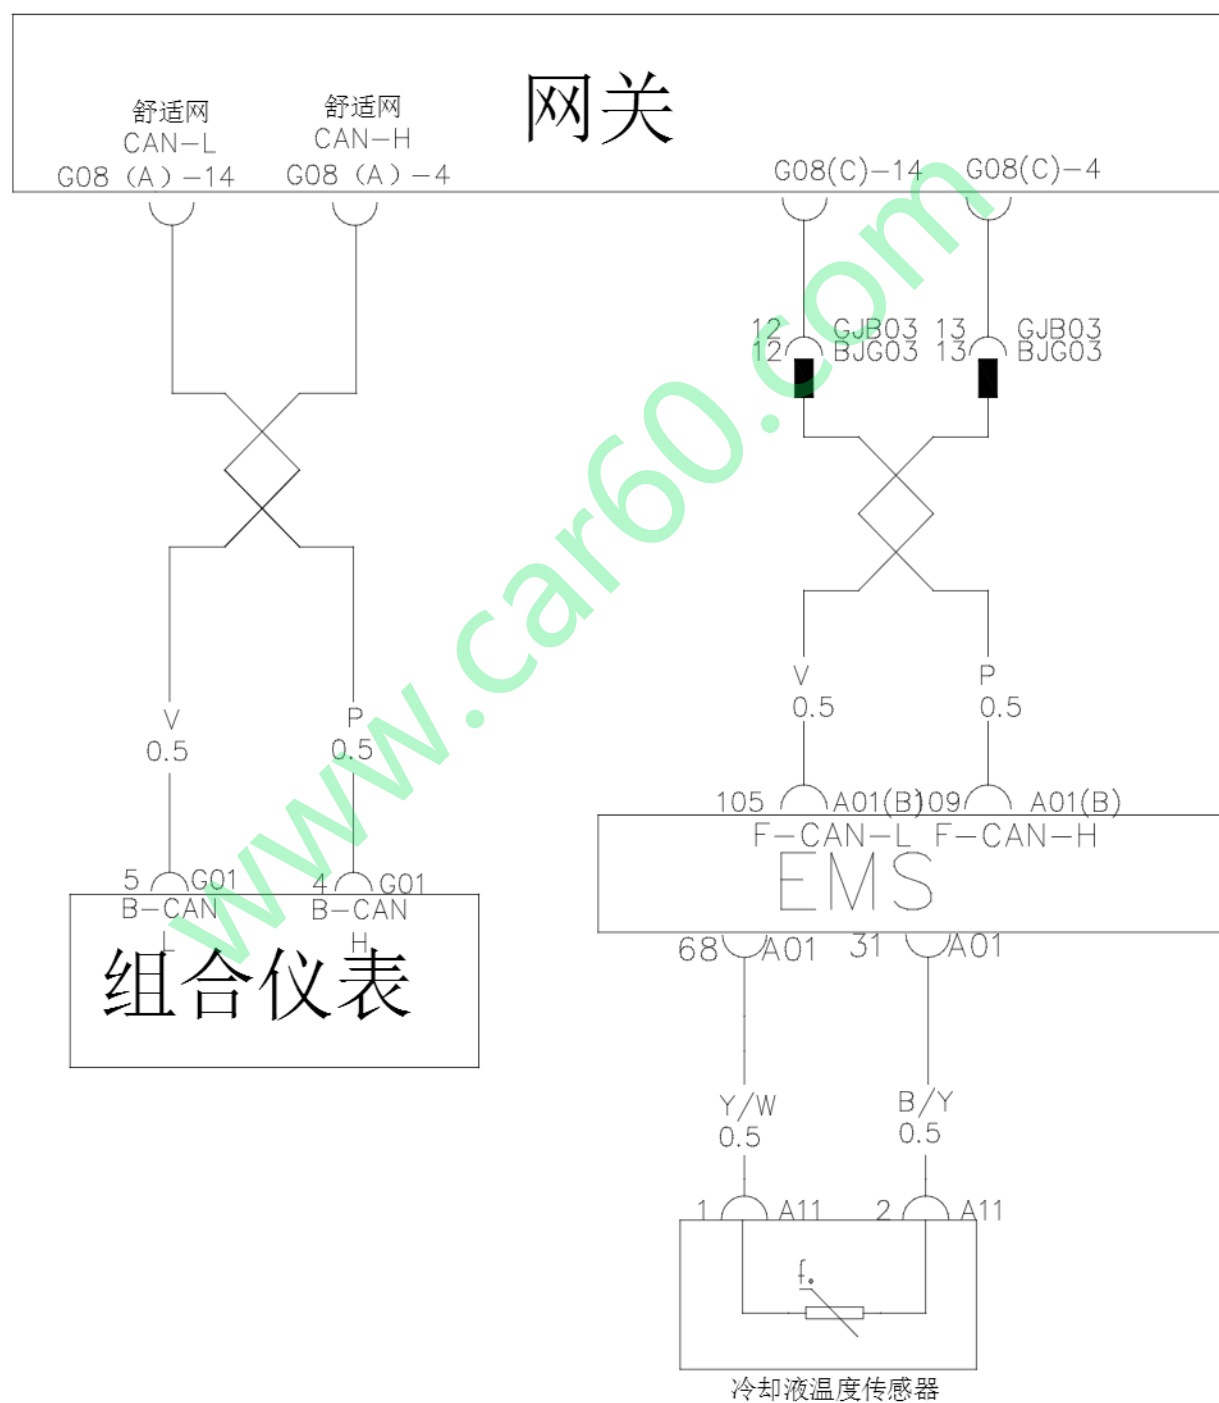 网关
舒适网
CAN-L
G08 (A) -14
舒适网
CAN-H
G08 (A) -4
G08(C)-14
G08(C)-4
12 GJB03 13 GJB03
12 BJG03 13 BJG03
V
0.5
P
0.5
V
0.5
P
0.5
105 A01(B) 109 A01(B)
F-CAN-L F-CAN-H
EMS
5 G01 4 G01
B-CAN
L
B-CAN
H
组合仪表
68 A01 31 A01
Y/W
0.5
B/Y
0.5
1 A11 2 A11
f.
冷却液温度传感器
www.car60.com